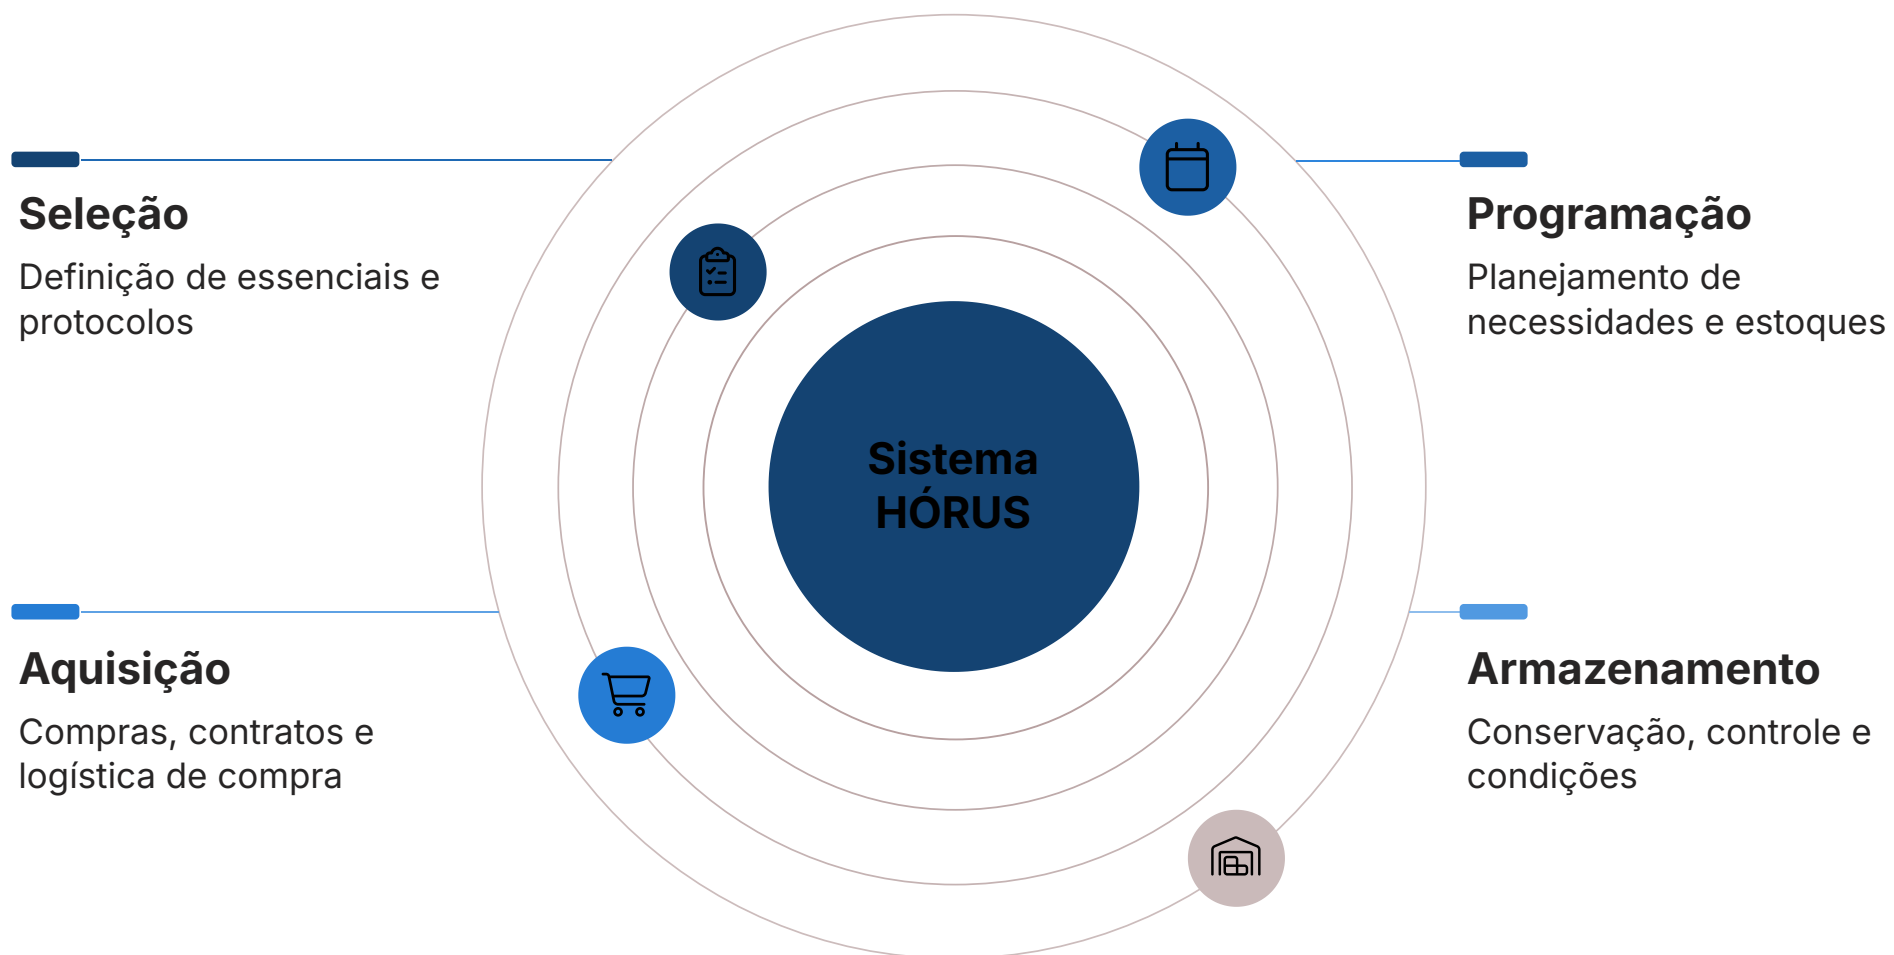 Seleção
Definição de essenciais e
protocolos
Programação
Planejamento de
necessidades e estoques
Sistema
HÓRUS
Aquisição
Compras, contratos e
logística de compra
Armazenamento
Conservação, controle e
condições